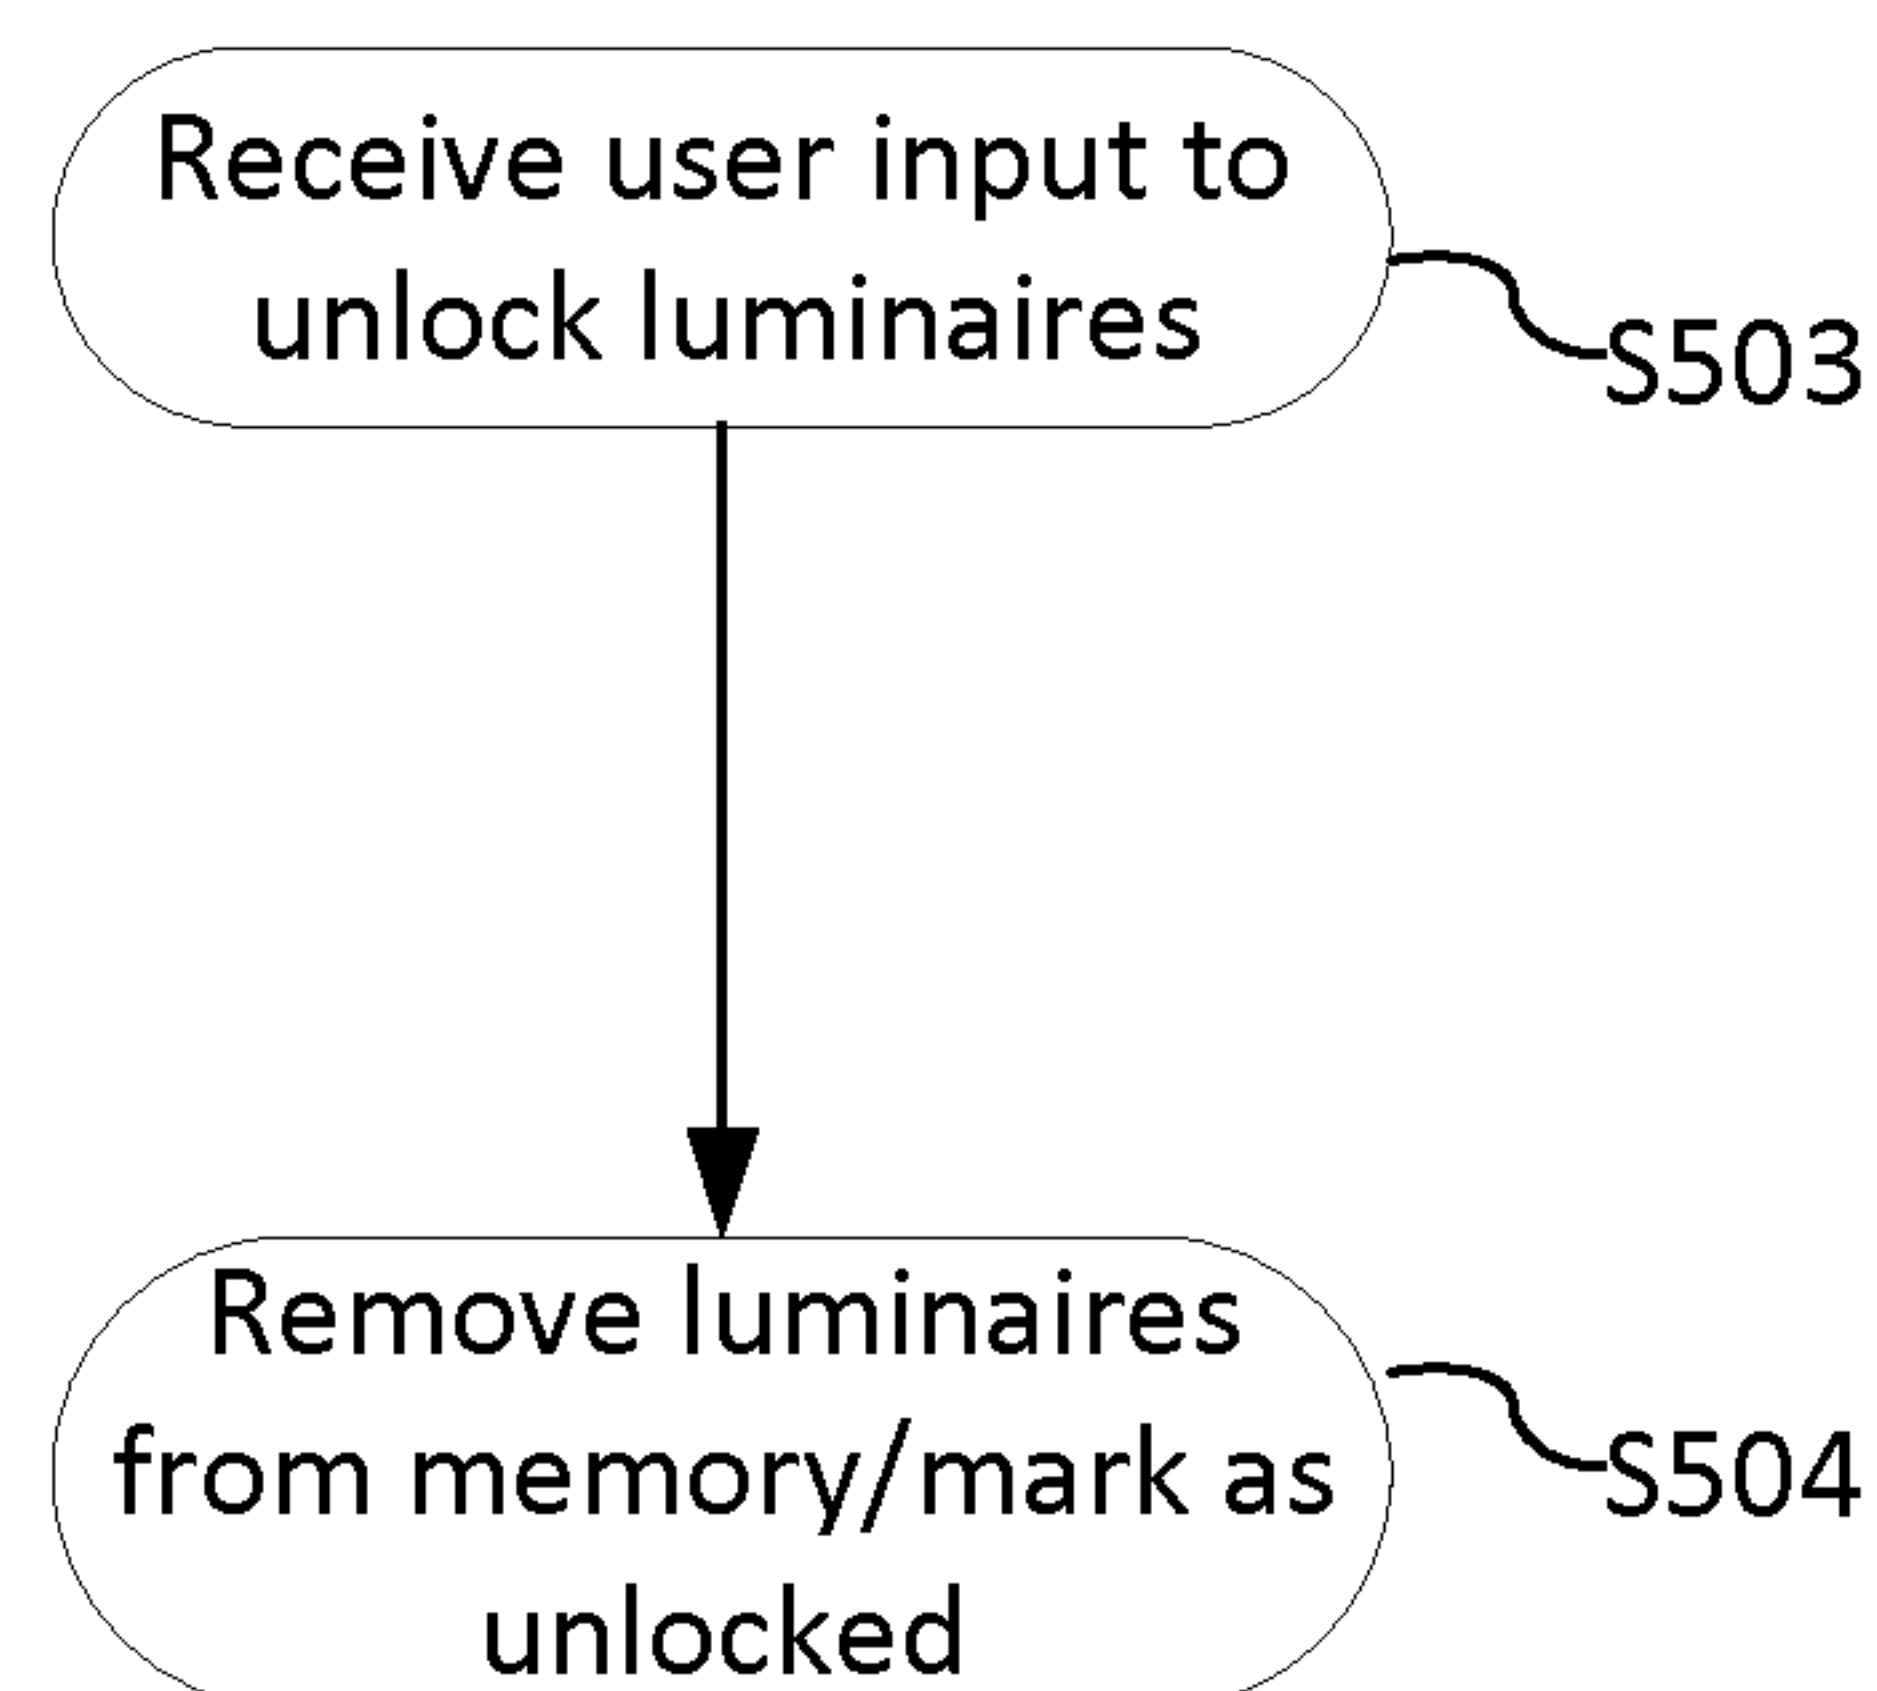 Receive user input to
unlock luminaires
S503
Remove luminaires
from memory/mark as
unlocked
S504